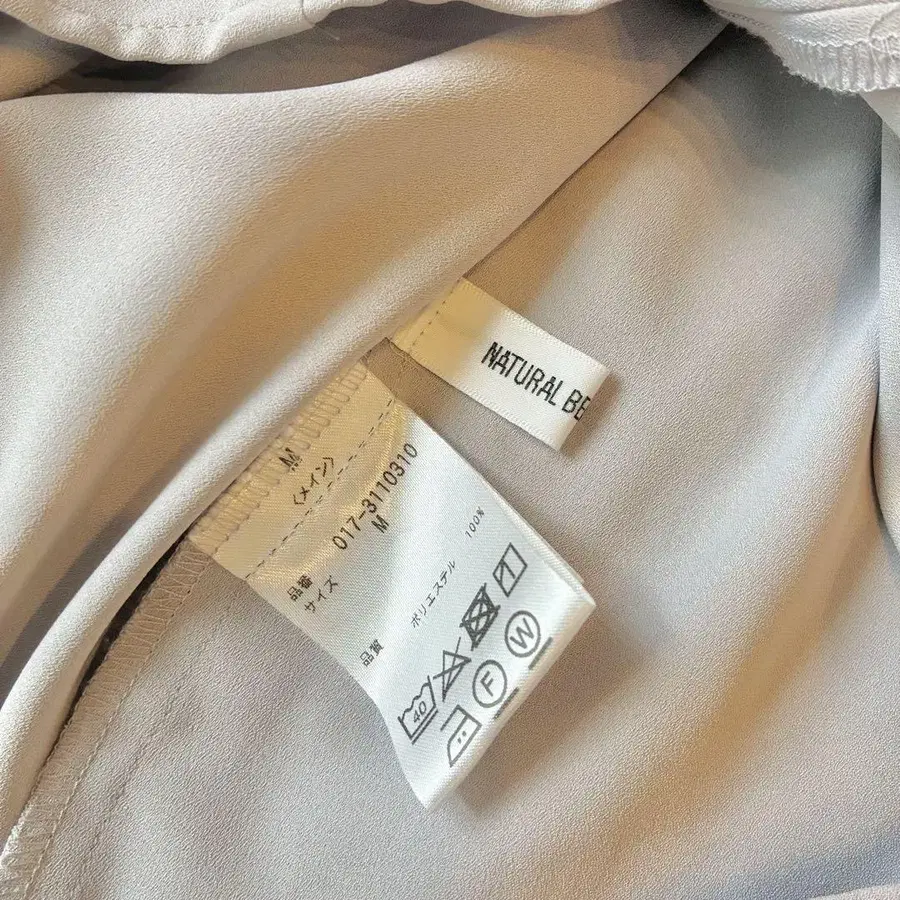 NATURAL BE
M
〈メイン〉
品番 017-3110310
サイズ M
品質 ポリエステル 100%
40
F W